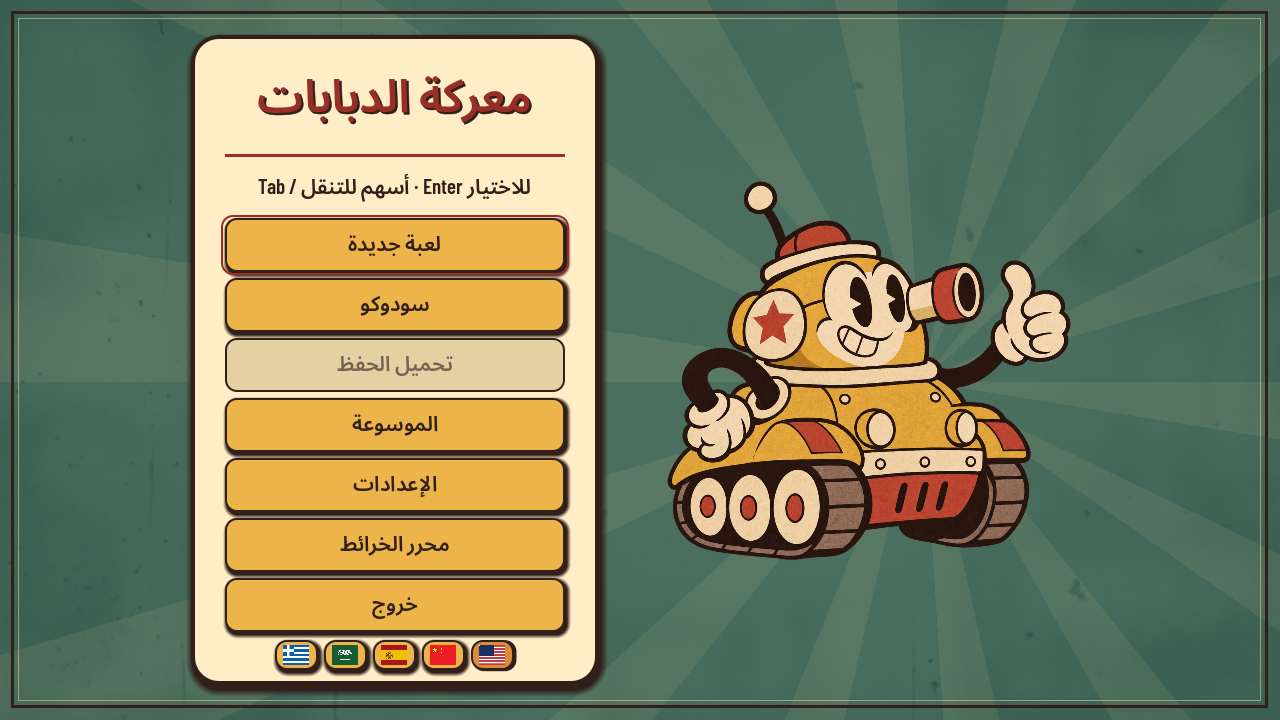 معركة الدبابات
Tab / أسهم للتنقل · Enter للاختيار
لعبة جديدة
سودوكو
تحميل الحفظ
الموسوعة
الإعدادات
محرر الخرائط
خروج